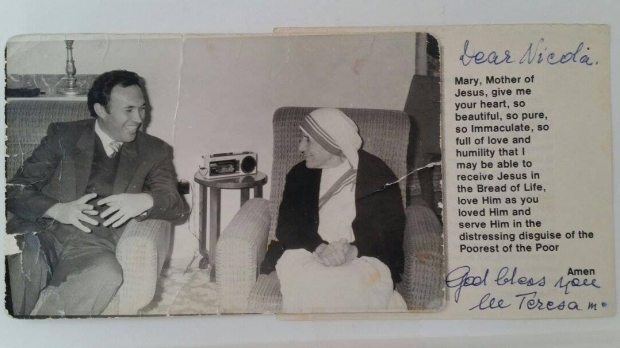 Dear Nicola.
Mary, Mother of
Jesus, give me
your heart, so
beautiful, so pure,
so Immaculate, so
full of love and
humility that I
may be able to
receive Jesus in
the Bread of Life,
love Him as you
loved Him and
serve Him in the
distressing disguise of the
Poorest of the Poor
Amen
God bless you
M Teresa mc